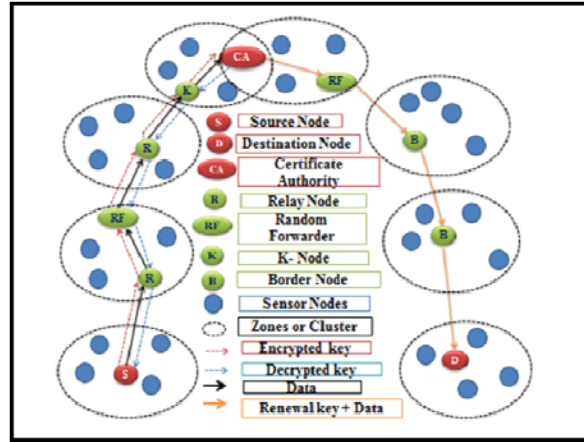 CA
K
RF
S Source Node
D Destination Node
CA Certificate
Authority
R
B
R Relay Node
RF Random
Forwarder
RF
K K- Node
B
B Border Node
R
Sensor Nodes
Zones or Cluster
Encrypted key
S
Decrypted key
D
Data
Renewal key + Data